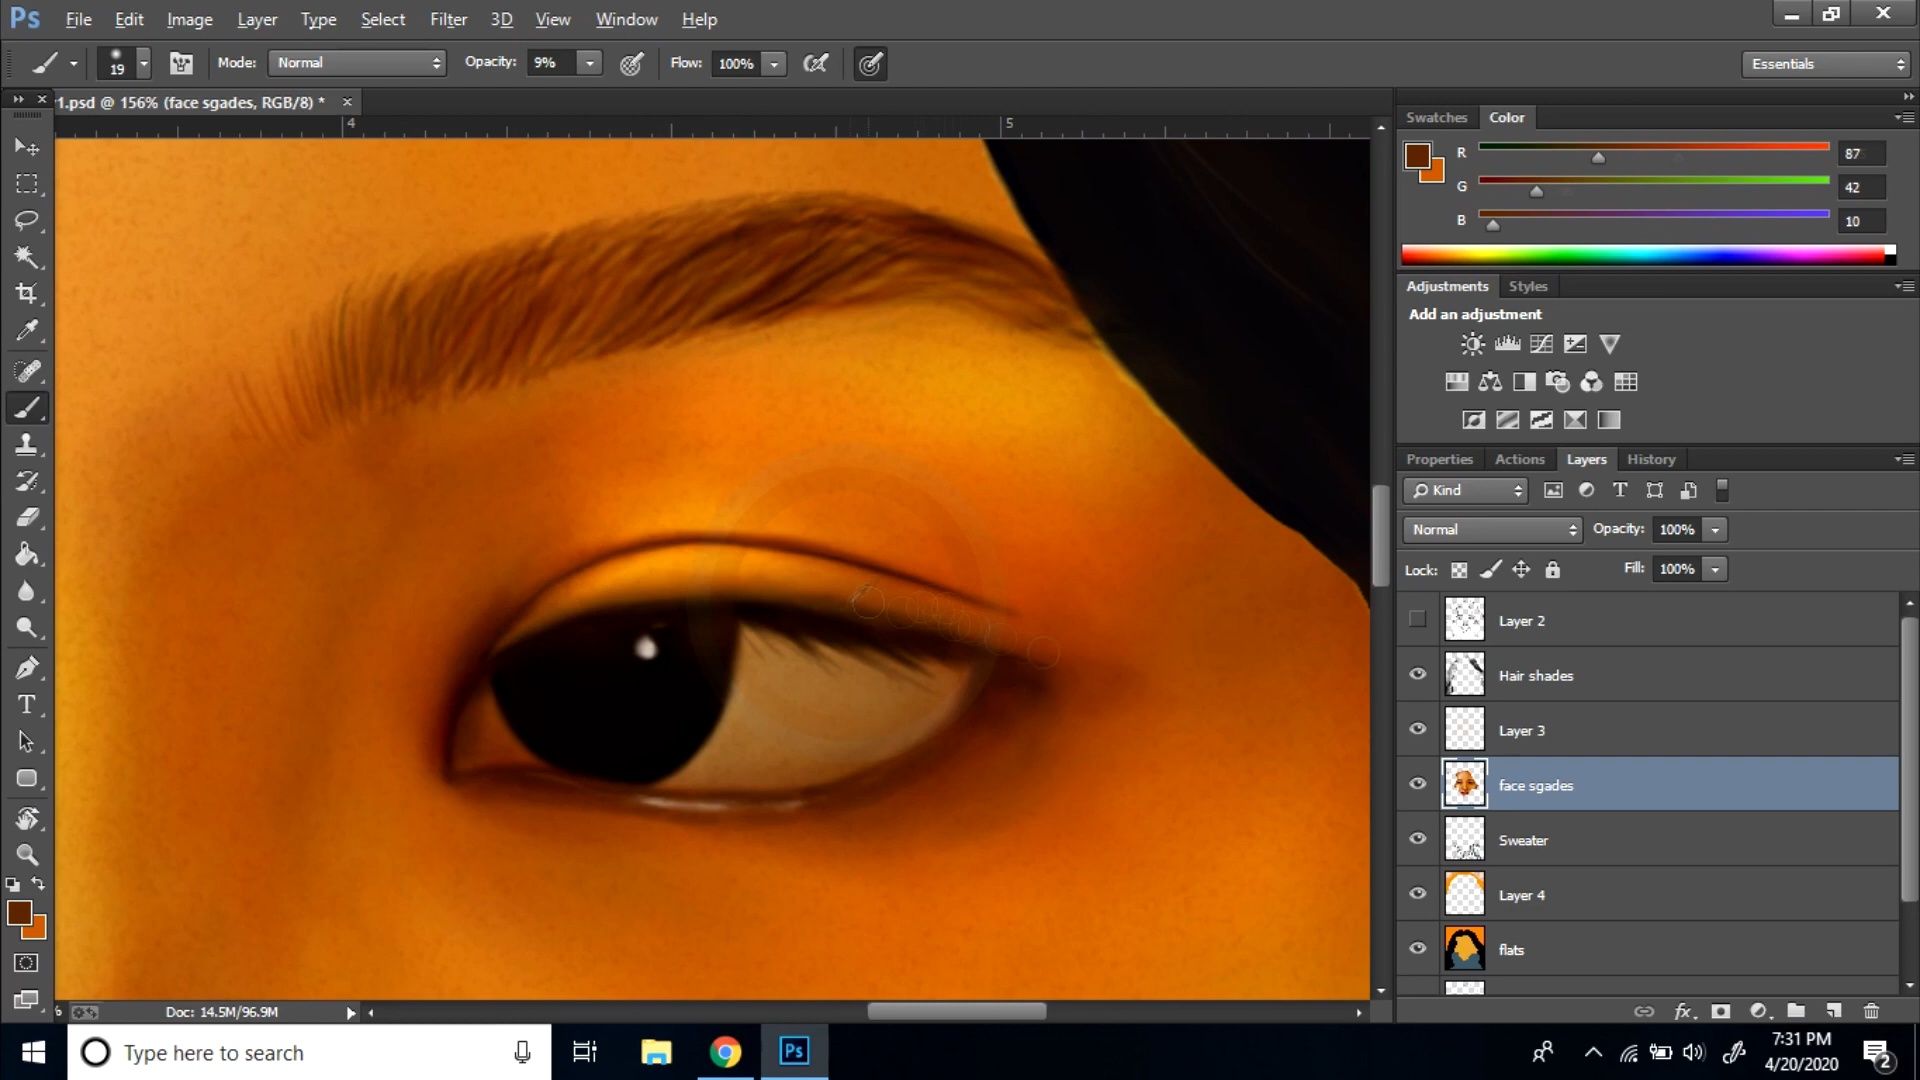 Ps File Edit Image Layer Type Select Filter 3D View Window Help
19 Mode: Normal Opacity: 9% Flow: 100% Essentials
1.psd @ 156% (face sgades, RGB/8) *
4 5
Swatches Color
R 87
G 42
B 10
Adjustments Styles
Add an adjustment
Properties Actions Layers History
Kind
Normal Opacity: 100%
Lock: Fill: 100%
Layer 2
Hair shades
Layer 3
face sgades
Sweater
Layer 4
flats
Doc: 14.5M/96.9M
Type here to search
Ps
7:31 PM
4/20/2020
2